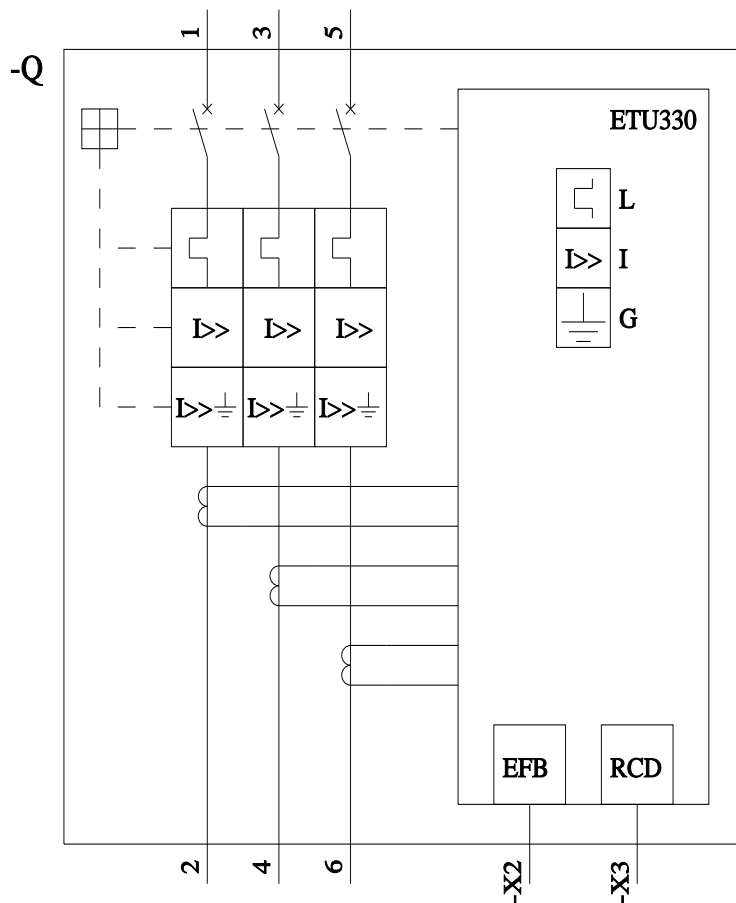 1 3 5
-Q
ETU330
L
I>> I
G
I>> I>> I>>
I>> I>> I>>
EFB RCD
2 4 6 -X2 -X3